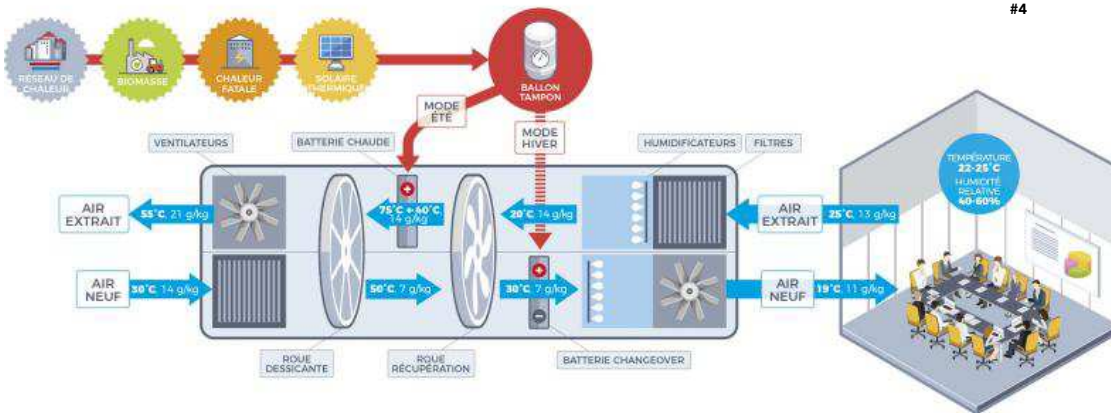 #4
RÉSEAU DE
CHALEUR
BIOMASSE
CHALEUR
FATALE
SOLAIRE
THERMIQUE
BALLON
TAMPON
MODE
ÉTÉ
MODE
HIVER
VENTILATEURS
BATTERIE CHAUDE
HUMIDIFICATEURS
FILTRES
TEMPÉRATURE
22-25°C
HUMIDITÉ
RELATIVE
40-60%
AIR
EXTRAIT
55°C, 21 g/kg
75°C ← 40°C,
14 g/kg
20°C, 14 g/kg
AIR
EXTRAIT
25°C, 13 g/kg
AIR
NEUF
30°C, 14 g/kg
50°C, 7 g/kg
30°C, 7 g/kg
AIR
NEUF
19°C, 11 g/kg
ROUE
DESSICANTE
ROUE
RÉCUPÉRATION
BATTERIE CHANGEOVER